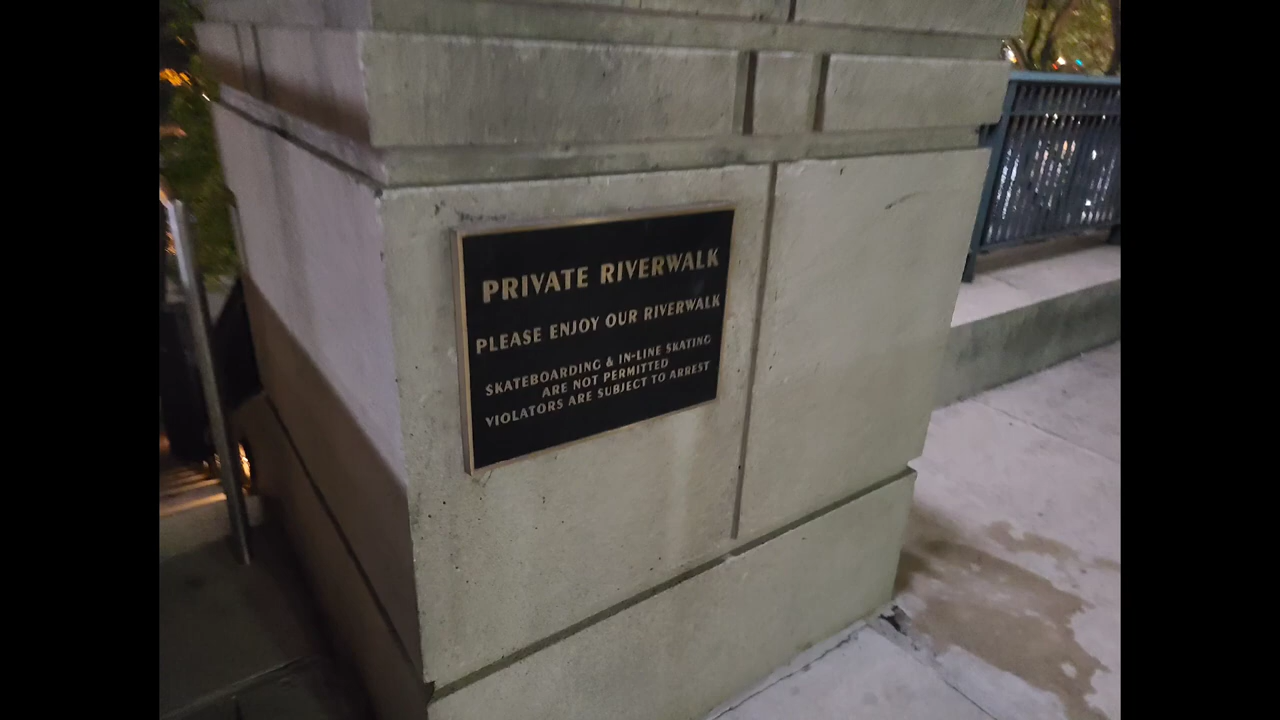 PRIVATE RIVERWALK
PLEASE ENJOY OUR RIVERWALK
SKATEBOARDING & IN-LINE SKATING
ARE NOT PERMITTED
VIOLATORS ARE SUBJECT TO ARREST